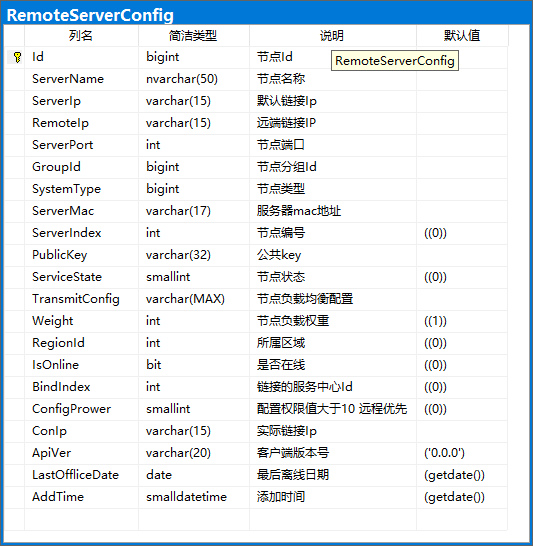 RemoteServerConfig
列名 简洁类型 说明 默认值
Id bigint 节点Id
RemoteServerConfig
ServerName nvarchar(50) 节点名称
ServerIp varchar(15) 默认链接Ip
RemoteIp varchar(15) 远端链接IP
ServerPort int 节点端口
GroupId bigint 节点分组Id
SystemType bigint 节点类型
ServerMac varchar(17) 服务器mac地址
ServerIndex int 节点编号 ((0))
PublicKey varchar(32) 公共key
ServiceState smallint 节点状态 ((0))
TransmitConfig varchar(MAX) 节点负载均衡配置
Weight int 节点负载权重 ((1))
RegionId int 所属区域 ((0))
IsOnline bit 是否在线 ((0))
BindIndex int 链接的服务中心Id ((0))
ConfigPrower smallint 配置权限值大于10 远程优先 ((0))
ConIp varchar(15) 实际链接Ip
ApiVer varchar(20) 客户端版本号 ('0.0.0')
LastOffliceDate date 最后离线日期 (getdate())
AddTime smalldatetime 添加时间 (getdate())